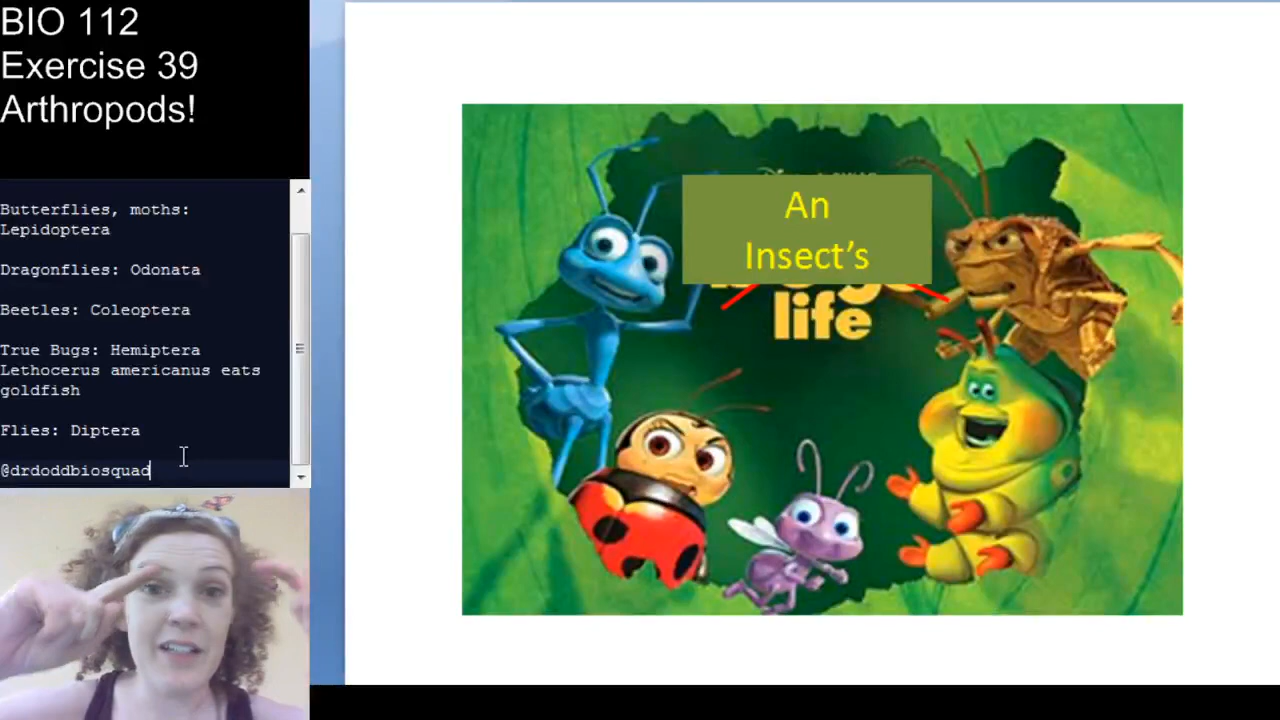 BIO 112
Exercise 39
Arthropods!
Butterflies, moths:
Lepidoptera
Dragonflies: Odonata
Beetles: Coleoptera
True Bugs: Hemiptera
Lethocerus americanus eats
goldfish
Flies: Diptera
@drdoddbiosquad
An
Insect's
life